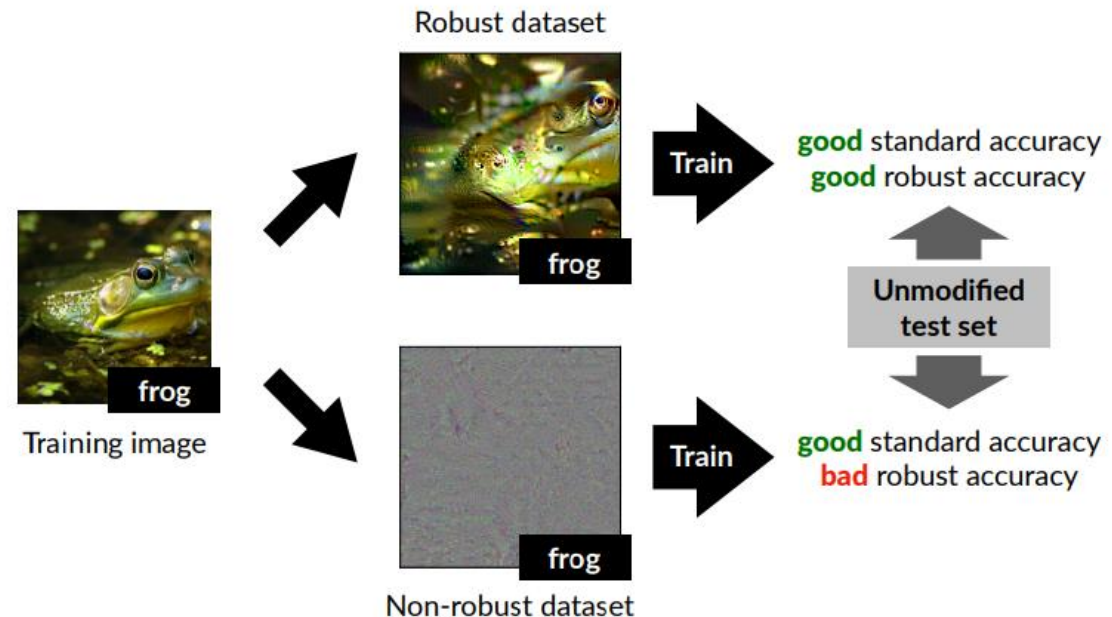 Robust dataset
frog
Train
good standard accuracy
good robust accuracy
frog
Training image
Unmodified
test set
frog
Train
good standard accuracy
bad robust accuracy
Non-robust dataset